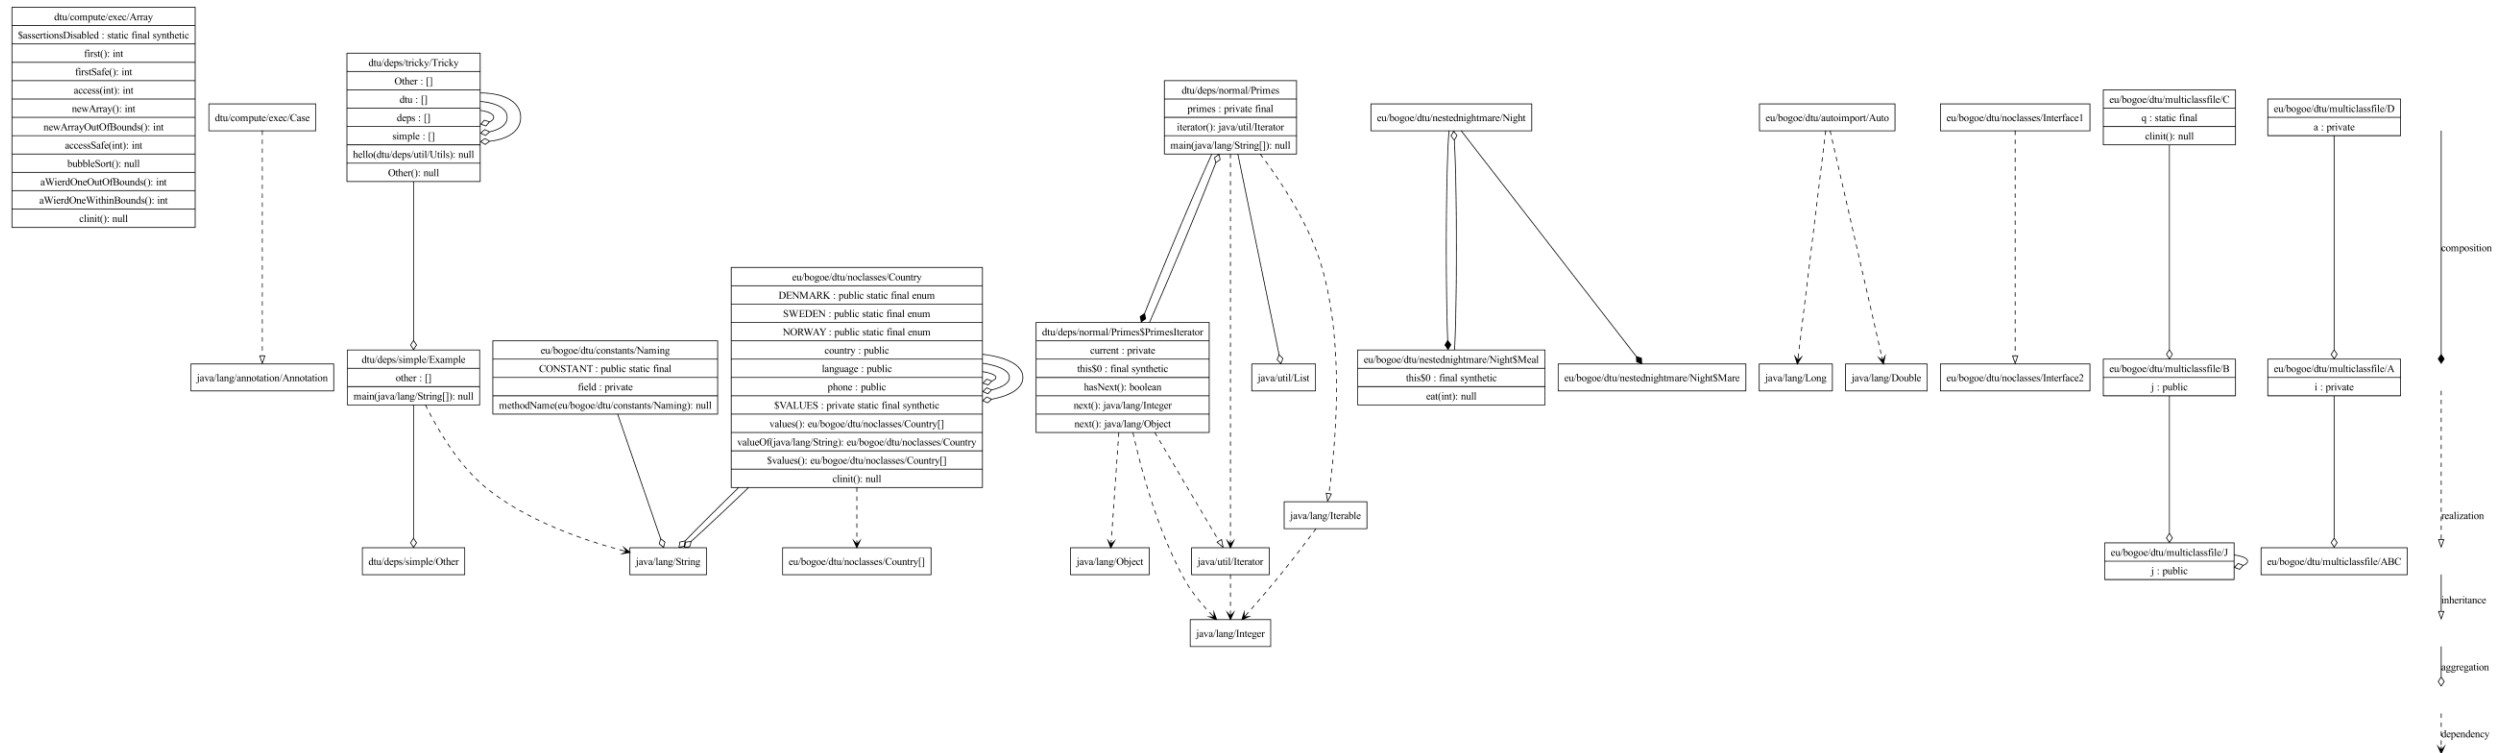 dtu/compute/exec/Array
$assertionsDisabled : static final synthetic
first(): int
firstSafe(): int
access(int): int
newArray(): int
newArrayOutOfBounds(): int
accessSafe(int): int
bubbleSort(): null
aWierdOneOutOfBounds(): int
aWierdOneWithinBounds(): int
clinit(): null
dtu/compute/exec/Case
java/lang/annotation/Annotation
dtu/deps/tricky/Tricky
Other : []
dtu : []
deps : []
simple : []
hello(dtu/deps/util/Utils): null
Other(): null
dtu/deps/simple/Example
other : []
main(java/lang/String[]): null
dtu/deps/simple/Other
eu/bogoe/dtu/constants/Naming
CONSTANT : public static final
field : private
methodName(eu/bogoe/dtu/constants/Naming): null
java/lang/String
eu/bogoe/dtu/noclasses/Country
DENMARK : public static final enum
SWEDEN : public static final enum
NORWAY : public static final enum
country : public
language : public
phone : public
$VALUES : private static final synthetic
values(): eu/bogoe/dtu/noclasses/Country[]
valueOf(java/lang/String): eu/bogoe/dtu/noclasses/Country
$values(): eu/bogoe/dtu/noclasses/Country[]
clinit(): null
eu/bogoe/dtu/noclasses/Country[]
dtu/deps/normal/Primes
primes : private final
iterator(): java/util/Iterator
main(java/lang/String[]): null
dtu/deps/normal/Primes$PrimesIterator
current : private
this$0 : final synthetic
hasNext(): boolean
next(): java/lang/Integer
next(): java/lang/Object
java/util/List
java/lang/Iterable
java/lang/Object
java/util/Iterator
java/lang/Integer
eu/bogoe/dtu/nestednightmare/Night
eu/bogoe/dtu/nestednightmare/Night$Meal
this$0 : final synthetic
eat(int): null
eu/bogoe/dtu/nestednightmare/Night$Mare
eu/bogoe/dtu/autoimport/Auto
java/lang/Long
java/lang/Double
eu/bogoe/dtu/noclasses/Interface1
eu/bogoe/dtu/noclasses/Interface2
eu/bogoe/dtu/multiclassfile/C
q : static final
clinit(): null
eu/bogoe/dtu/multiclassfile/B
j : public
eu/bogoe/dtu/multiclassfile/J
j : public
eu/bogoe/dtu/multiclassfile/D
a : private
eu/bogoe/dtu/multiclassfile/A
i : private
eu/bogoe/dtu/multiclassfile/ABC
composition
realization
inheritance
aggregation
dependency